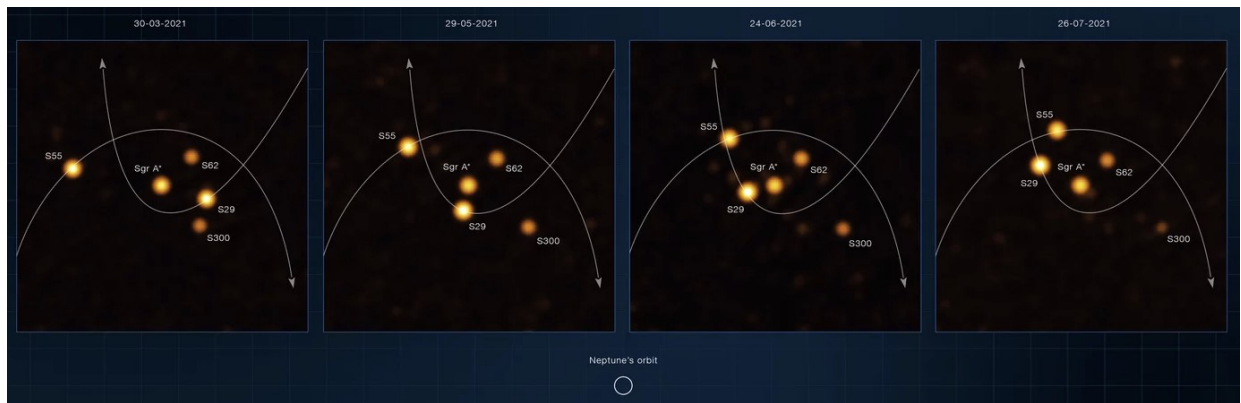 30-03-2021
29-05-2021
24-06-2021
26-07-2021
S55
S62
Sgr A*
S29
S300
S55
S62
Sgr A*
S29
S300
S55
S62
Sgr A*
S29
S300
S55
S62
Sgr A*
S29
S300
Neptune's orbit